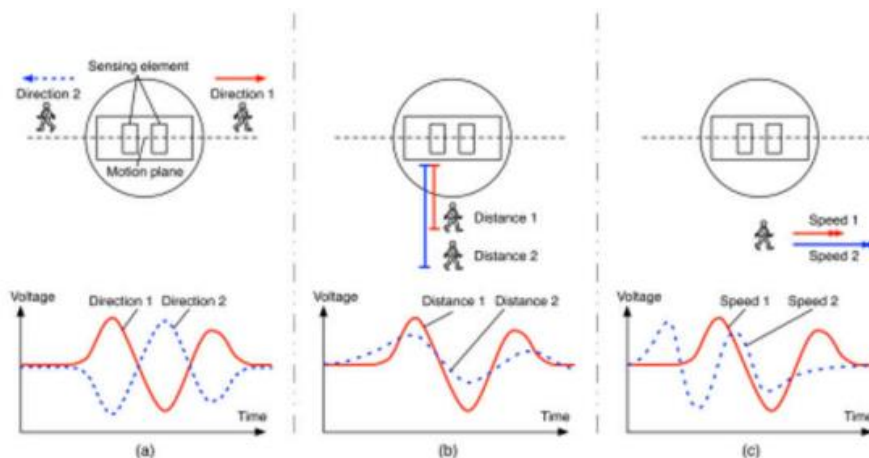 Sensing element
Direction 2
Direction 1
Motion plane
Voltage
Direction 1
Direction 2
Time
(a)
Distance 1
Distance 2
Voltage
Distance 1
Distance 2
Time
(b)
Speed 1
Speed 2
Voltage
Speed 1
Speed 2
Time
(c)